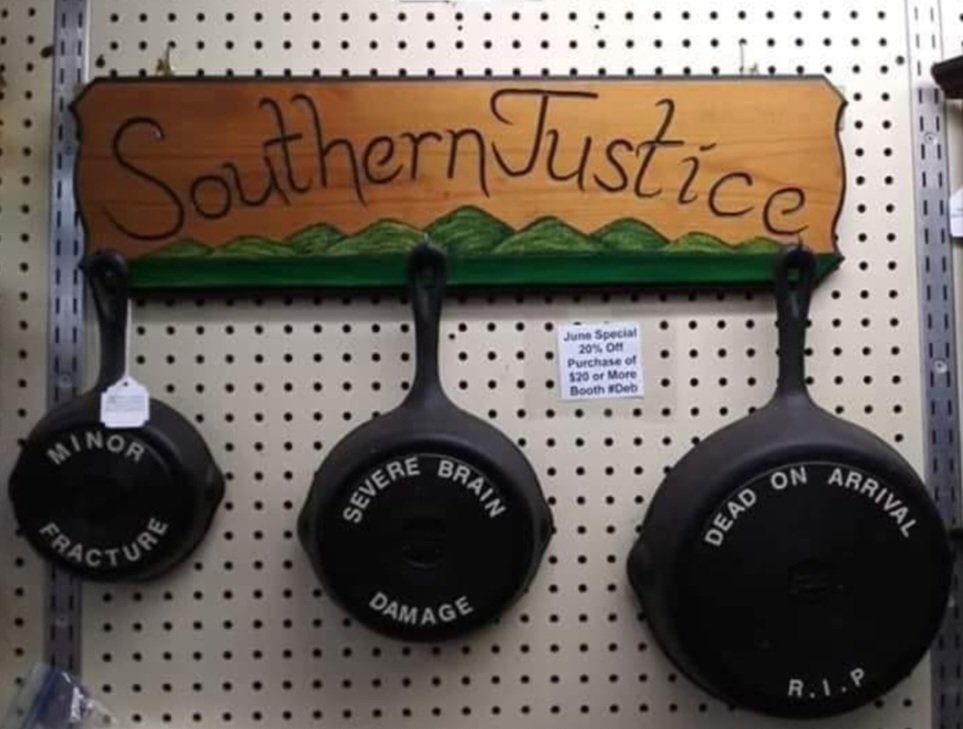 Southern Justice
June Special
20% Off
Purchase of
$20 or More
Booth #Deb
MINOR
FRACTURE
SEVERE BRAIN
DAMAGE
DEAD ON ARRIVAL
R.I.P